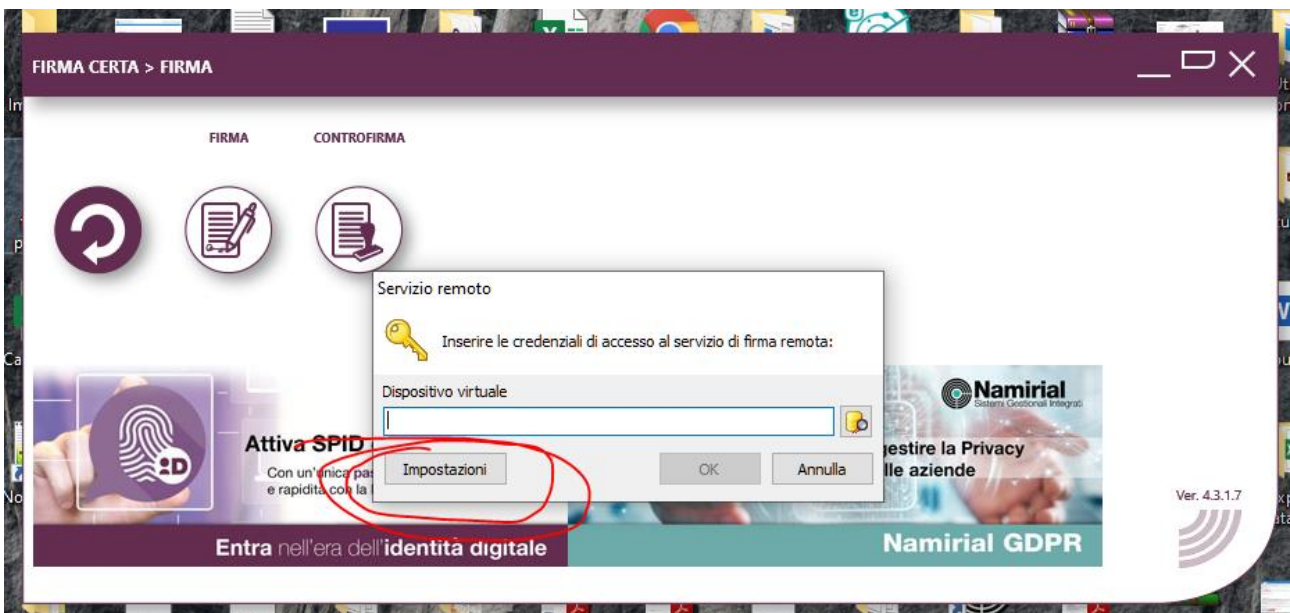 FIRMA CERTA > FIRMA
FIRMA
CONTROFIRMA
Servizio remoto
Inserire le credenziali di accesso al servizio di firma remota:
Dispositivo virtuale
Impostazioni
OK
Annulla
Attiva SPID
Con un'unica
e rapidità con la
:D
Entra nell'era dell'identità digitale
Namirial
Sistemi Gestionali Integrati
gestire la Privacy
lle aziende
Namirial GDPR
Ver. 4.3.1.7